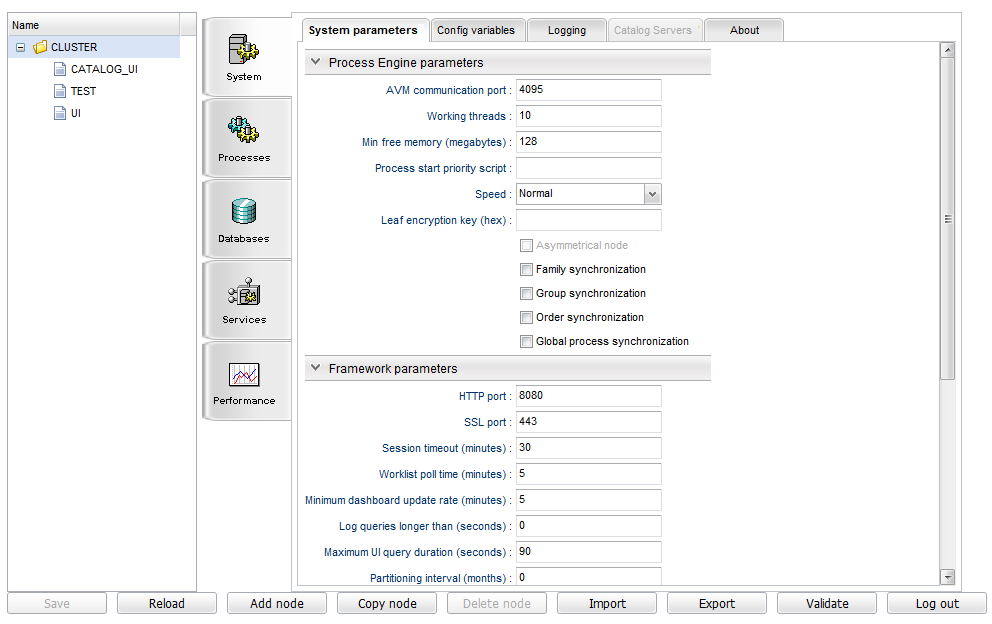 Name
CLUSTER
CATALOG_UI
TEST
UI
System
Processes
Databases
Services
Performance
System parameters
Config variables
Logging
Catalog Servers
About
Process Engine parameters
AVM communication port : 4095
Working threads : 10
Min free memory (megabytes) : 128
Process start priority script :
Speed : Normal
Leaf encryption key (hex) :
Asymmetrical node
Family synchronization
Group synchronization
Order synchronization
Global process synchronization
Framework parameters
HTTP port : 8080
SSL port : 443
Session timeout (minutes) : 30
Worklist poll time (minutes) : 5
Minimum dashboard update rate (minutes) : 5
Log queries longer than (seconds) : 0
Maximum UI query duration (seconds) : 90
Partitioning interval (months) : 0
Save
Reload
Add node
Copy node
Delete node
Import
Export
Validate
Log out